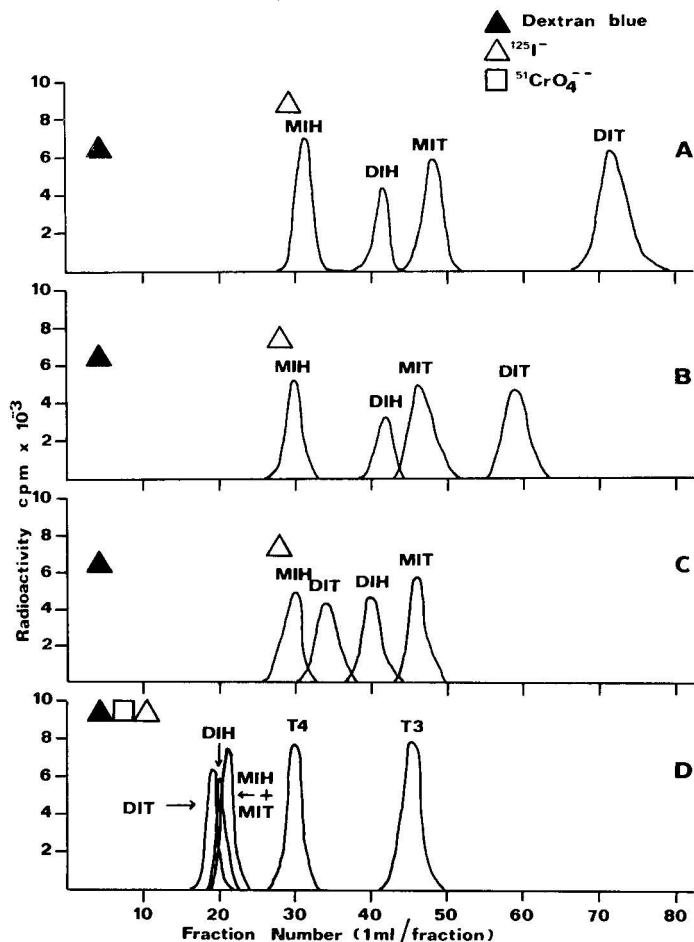 Dextran blue
125I-
51CrO4--
10
8
6
4
2
MIH
DIH
MIT
DIT
A
10
8
6
4
2
MIH
DIH
MIT
DIT
B
10
8
6
4
2
MIH
DIT
DIH
MIT
C
10
8
6
4
2
DIH
DIT
MIH
+
MIT
T4
T3
D
Radioactivity cpm x 10-3
10 20 30 40 50 60 70 80
Fraction Number (1ml/fraction)